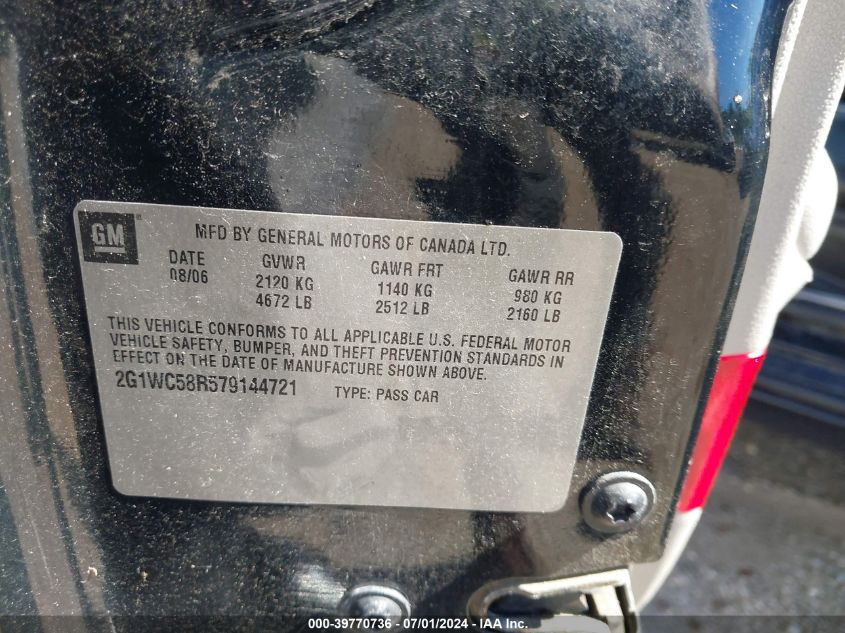 GM
MFD BY GENERAL MOTORS OF CANADA LTD.
DATE GVWR GAWR FRT GAWR RR
08/06 2120 KG 1140 KG 980 KG
4672 LB 2512 LB 2160 LB
THIS VEHICLE CONFORMS TO ALL APPLICABLE U.S. FEDERAL MOTOR
VEHICLE SAFETY, BUMPER, AND THEFT PREVENTION STANDARDS IN
EFFECT ON THE DATE OF MANUFACTURE SHOWN ABOVE.
2G1WC58R579144721 TYPE: PASS CAR
000-39770736 - 07/01/2024 - IAA Inc.